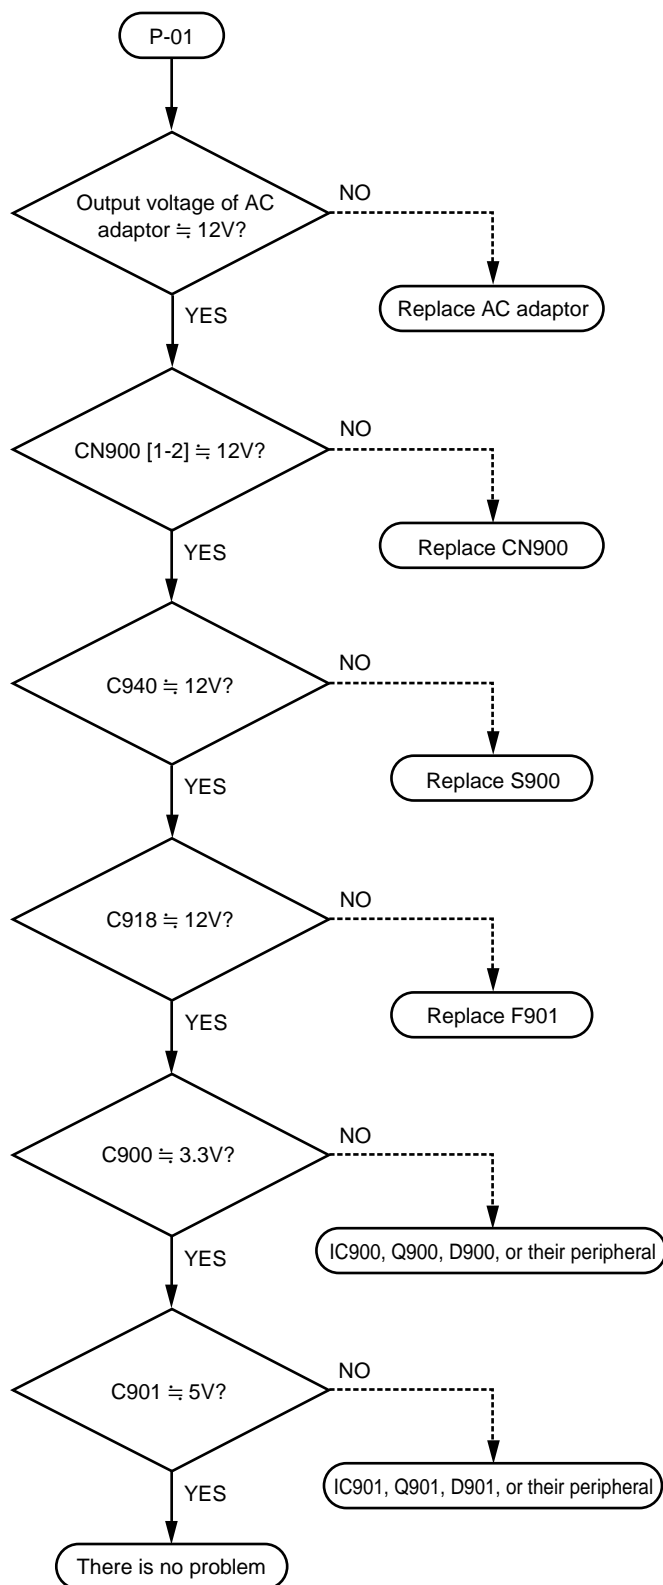 P-01
Output voltage of AC
adaptor ≒ 12V?
NO
Replace AC adaptor
YES
CN900 [1-2] ≒ 12V?
NO
Replace CN900
YES
C940 ≒ 12V?
NO
Replace S900
YES
C918 ≒ 12V?
NO
Replace F901
YES
C900 ≒ 3.3V?
NO
IC900, Q900, D900, or their peripheral
YES
C901 ≒ 5V?
NO
IC901, Q901, D901, or their peripheral
YES
There is no problem